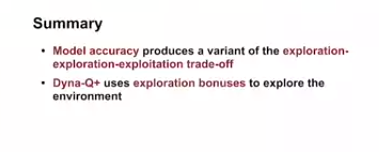 Summary
• Model accuracy produces a variant of the exploration-
exploration-exploitation trade-off
• Dyna-Q+ uses exploration bonuses to explore the
environment